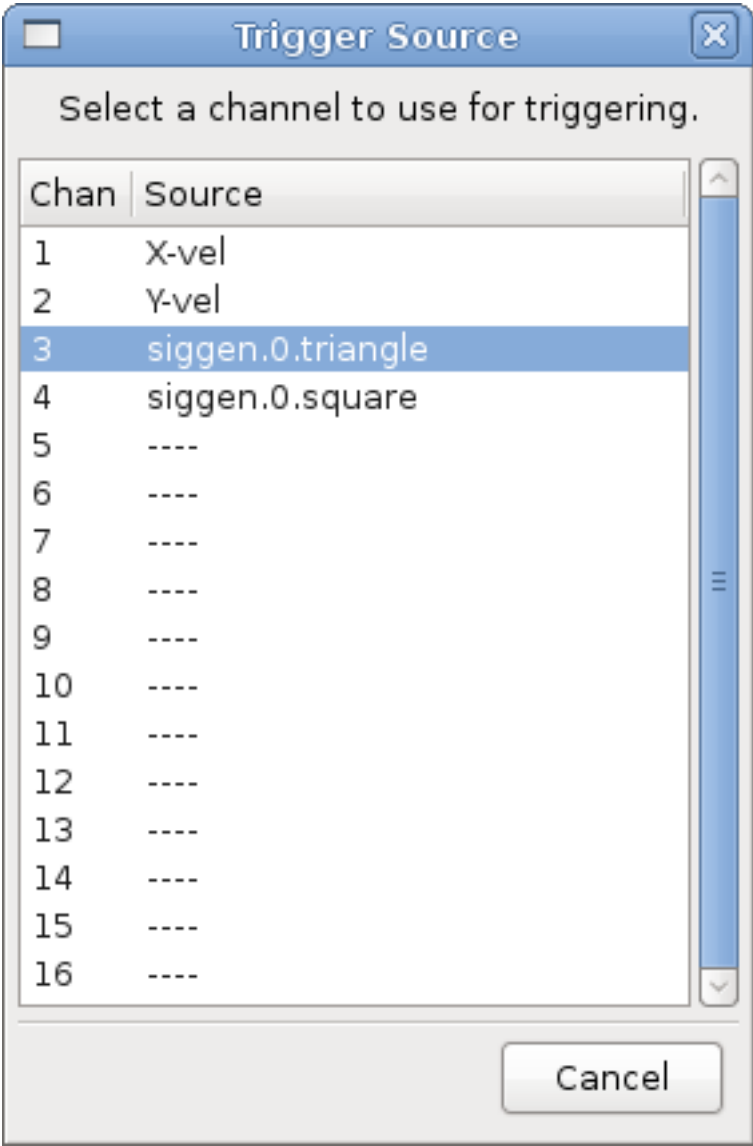 Trigger Source
Select a channel to use for triggering.
Chan Source
1 X-vel
2 Y-vel
3 siggen.0.triangle
4 siggen.0.square
5 ----
6 ----
7 ----
8 ----
9 ----
10 ----
11 ----
12 ----
13 ----
14 ----
15 ----
16 ----
Cancel